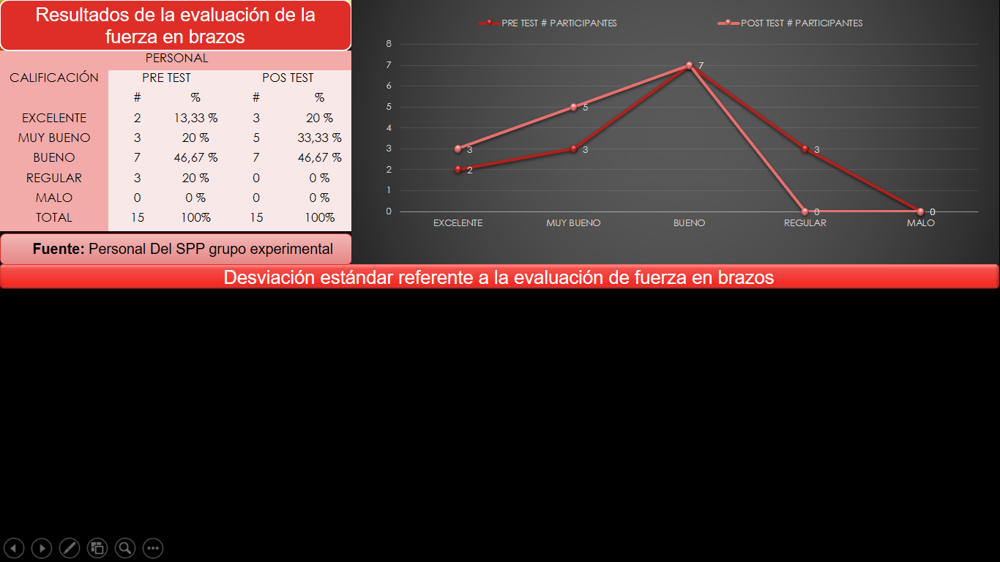 Resultados de la evaluación de la
fuerza en brazos
PERSONAL
CALIFICACIÓN PRE TEST POS TEST
# % # %
EXCELENTE 2 13,33 % 3 20 %
MUY BUENO 3 20 % 5 33,33 %
BUENO 7 46,67 % 7 46,67 %
REGULAR 3 20 % 0 0 %
MALO 0 0 % 0 0 %
TOTAL 15 100% 15 100%
Fuente: Personal Del SPP grupo experimental
PRE TEST # PARTICIPANTES POST TEST # PARTICIPANTES
8
7 7
6
5 5
4
3 3 3 3
2 2
1
0 0 0
EXCELENTE MUY BUENO BUENO REGULAR MALO
Desviación estándar referente a la evaluación de fuerza en brazos